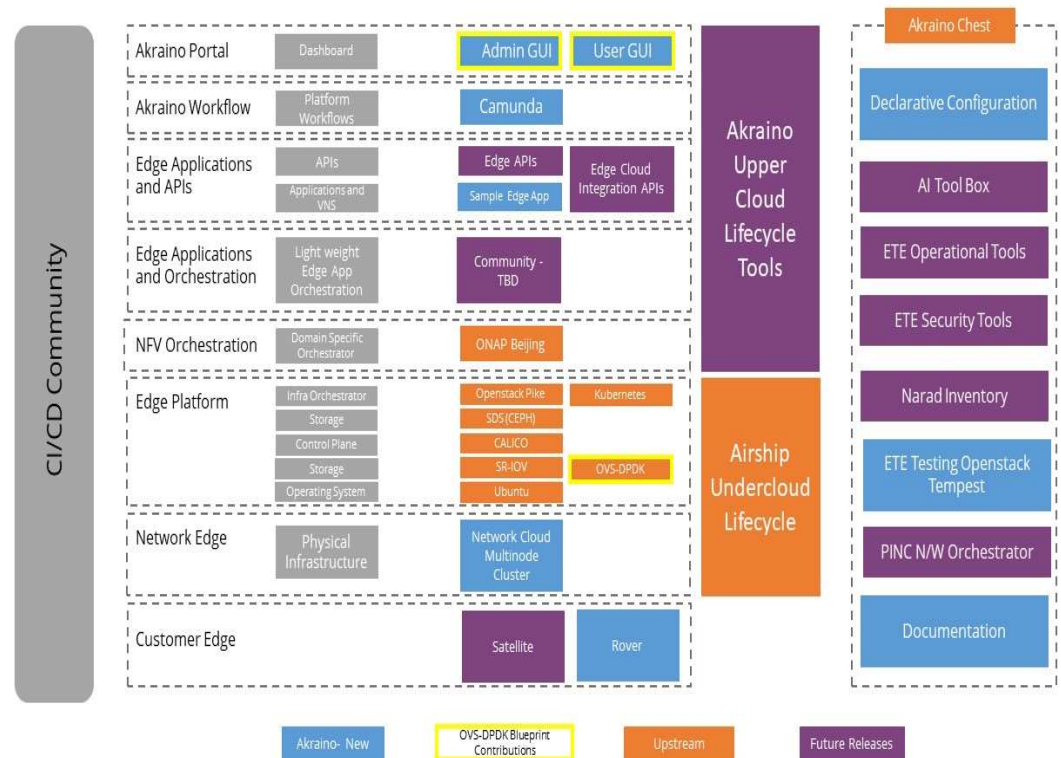 CI/CD Community
Akraino Portal
Dashboard
Admin GUI
User GUI
Akraino Workflow
Platform
Workflows
Camunda
Edge Applications
and APIs
APIs
Applications and
VNS
Edge APIs
Sample Edge App
Edge Cloud
Integration APIs
Edge Applications
and Orchestration
Light weight
Edge App
Orchestration
Community -
TBD
NFV Orchestration
Domain Specific
Orchestrator
ONAP Beijing
Edge Platform
Infra Orchestrator
Storage
Control Plane
Storage
Operating System
Openstack Pike
Kubernetes
SDS (CEPH)
CALICO
SR-IOV
OVS-DPDK
Ubuntu
Network Edge
Physical
Infrastructure
Network Cloud
Multinode
Cluster
Customer Edge
Satellite
Rover
Akraino
Upper
Cloud
Lifecycle
Tools
Airship
Undercloud
Lifecycle
Akraino Chest
Declarative Configuration
AI Tool Box
ETE Operational Tools
ETE Security Tools
Narad Inventory
ETE Testing Openstack
Tempest
PINC N/W Orchestrator
Documentation
Akraino- New
OVS-DPDK Blueprint
Contributions
Upstream
Future Releases